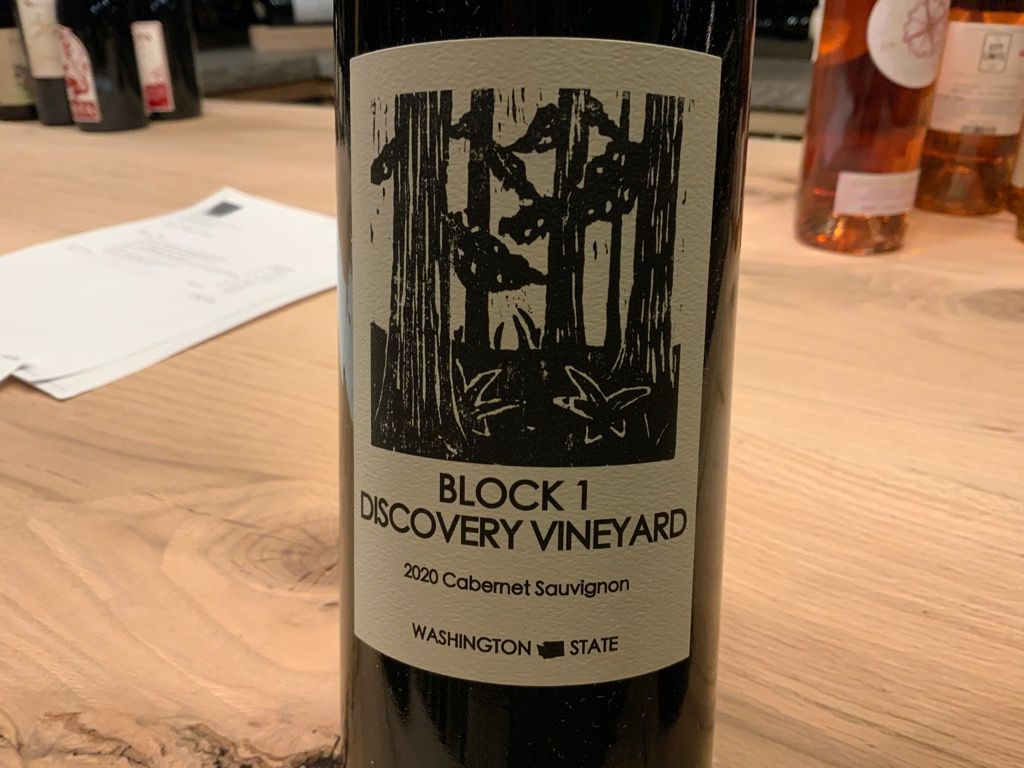 BLOCK 1
DISCOVERY VINEYARD
2020 Cabernet Sauvignon
WASHINGTON STATE